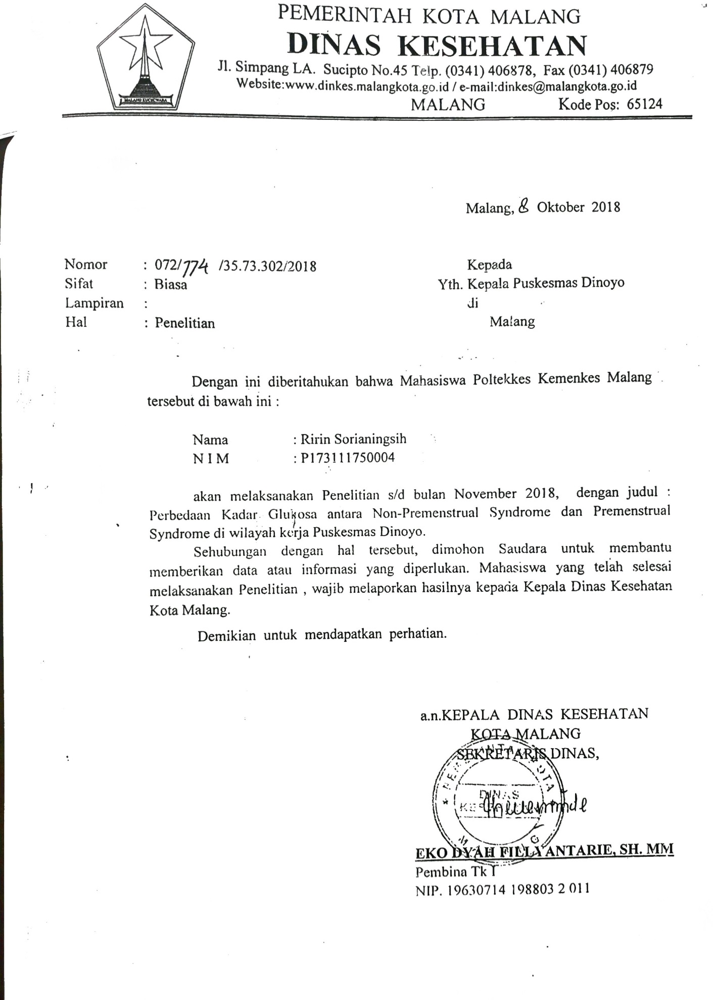 PEMERINTAH KOTA MALANG
DINAS KESEHATAN
Jl. Simpang LA. Sucipto No.45 Telp. (0341) 406878, Fax (0341) 406879
Website:www.dinkes.malangkota.go.id / e-mail:dinkes@malangkota.go.id
MALANG Kode Pos: 65124
Malang, 8 Oktober 2018
Nomor : 072/774 /35.73.302/2018
Kepada
Sifat : Biasa
Yth. Kepala Puskesmas Dinoyo
Lampiran :
di
Hal : Penelitian
Malang
Dengan ini diberitahukan bahwa Mahasiswa Poltekkes Kemenkes Malang
tersebut di bawah ini :
Nama : Ririn Sorianingsih
N I M : P173111750004
akan melaksanakan Penelitian s/d bulan November 2018, dengan judul :
Perbedaan Kadar Glukosa antara Non-Premenstrual Syndrome dan Premenstrual
Syndrome di wilayah kerja Puskesmas Dinoyo.
Sehubungan dengan hal tersebut, dimohon Saudara untuk membantu
memberikan data atau informasi yang diperlukan. Mahasiswa yang telah selesai
melaksanakan Penelitian , wajib melaporkan hasilnya kepada Kepala Dinas Kesehatan
Kota Malang.
Demikian untuk mendapatkan perhatian.
a.n.KEPALA DINAS KESEHATAN
KOTA MALANG
SEKRETARIS DINAS,
DINAS
EKO DYAH FILLYANTARIE, SH. MM
Pembina Tk I
NIP. 19630714 198803 2 011